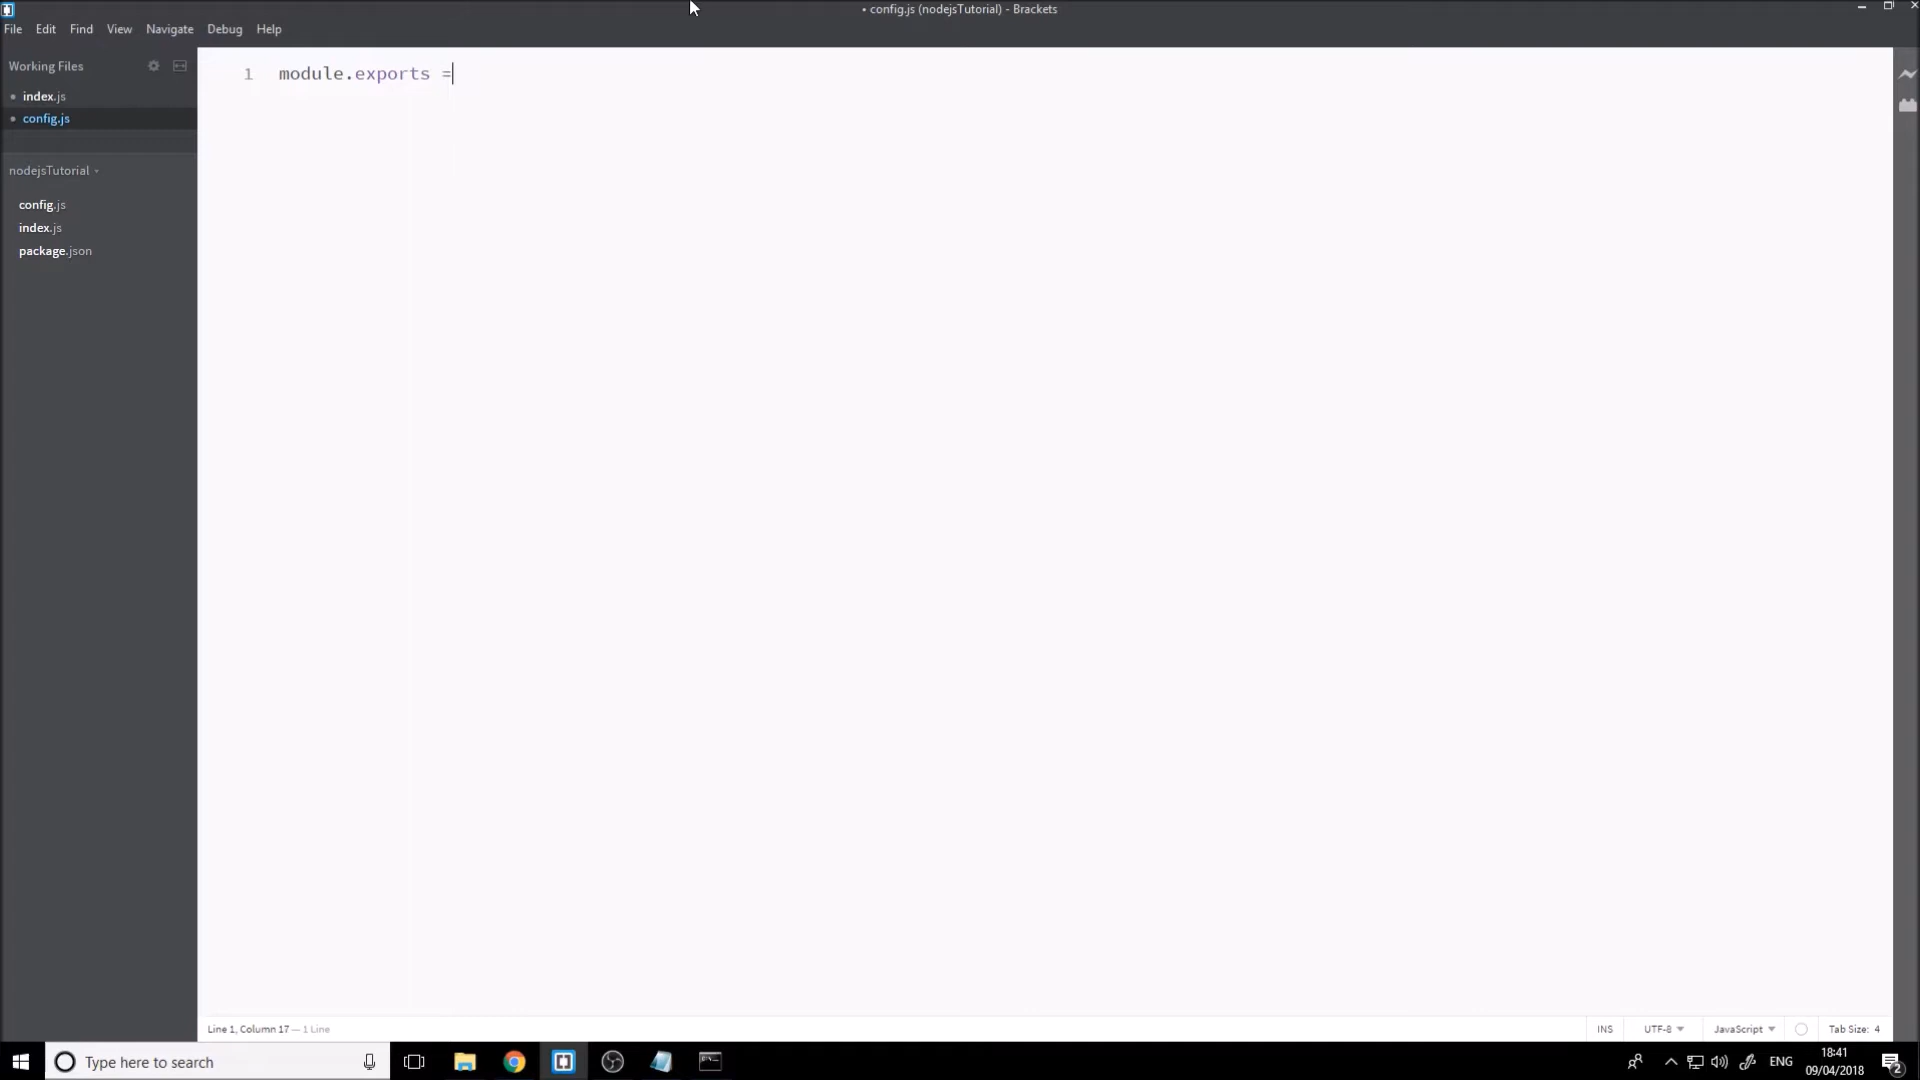 • config.js (nodejsTutorial) - Brackets
File Edit Find View Navigate Debug Help
Working Files
index.js
config.js
nodejsTutorial
config.js
index.js
package.json
1 module.exports =
Line 1, Column 17 — 1 Line
INS UTF-8 JavaScript Tab Size: 4
Type here to search
ENG
18:41
09/04/2018
2